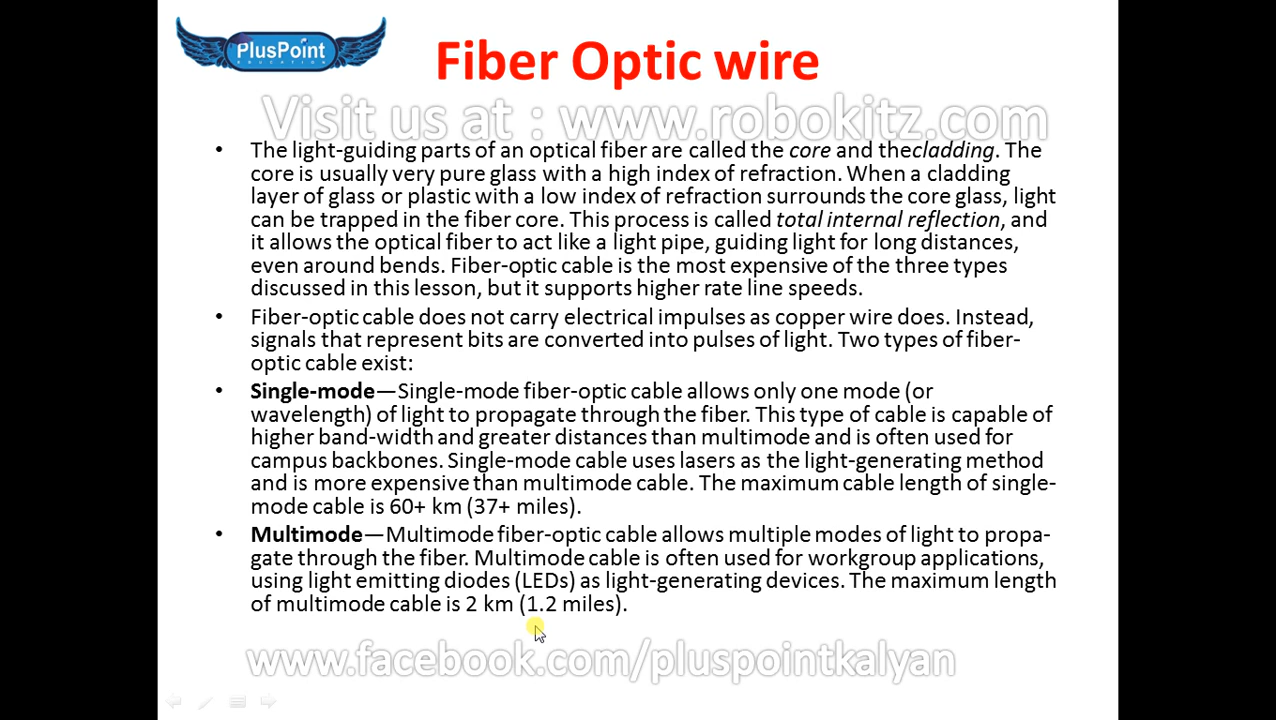 PlusPoint
EDUCATION
Fiber Optic wire
Visit us at : www.robokitz.com
• The light-guiding parts of an optical fiber are called the core and thecladding. The
core is usually very pure glass with a high index of refraction. When a cladding
layer of glass or plastic with a low index of refraction surrounds the core glass, light
can be trapped in the fiber core. This process is called total internal reflection, and
it allows the optical fiber to act like a light pipe, guiding light for long distances,
even around bends. Fiber-optic cable is the most expensive of the three types
discussed in this lesson, but it supports higher rate line speeds.
• Fiber-optic cable does not carry electrical impulses as copper wire does. Instead,
signals that represent bits are converted into pulses of light. Two types of fiber-
optic cable exist:
• Single-mode—Single-mode fiber-optic cable allows only one mode (or
wavelength) of light to propagate through the fiber. This type of cable is capable of
higher band-width and greater distances than multimode and is often used for
campus backbones. Single-mode cable uses lasers as the light-generating method
and is more expensive than multimode cable. The maximum cable length of single-
mode cable is 60+ km (37+ miles).
• Multimode—Multimode fiber-optic cable allows multiple modes of light to propa-
gate through the fiber. Multimode cable is often used for workgroup applications,
using light emitting diodes (LEDs) as light-generating devices. The maximum length
of multimode cable is 2 km (1.2 miles).
www.facebook.com/pluspointkalyan